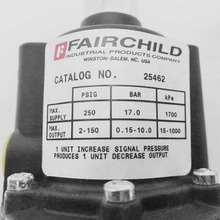 FAIRCHILD
INDUSTRIAL PRODUCTS COMPANY
WINSTON-SALEM, NC. USA
CATALOG NO. 25462
PSIG BAR kPa
MAX. SUPPLY 250 17.0 1700
MAX. OUTPUT 2-150 0.15-10.0 15-1000
1 UNIT INCREASE SIGNAL PRESSURE
PRODUCES 1 UNIT DECREASE OUTPUT